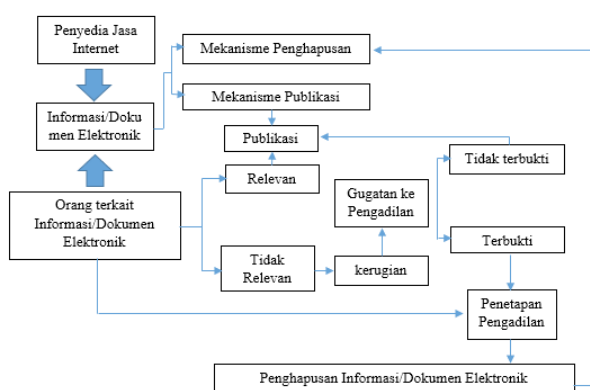 Penyedia Jasa
Internet
Mekanisme Penghapusan
Mekanisme Publikasi
Informasi/Doku
men Elektronik
Publikasi
Tidak terbukti
Relevan
Gugatan ke
Pengadilan
Orang terkait
Informasi/Dokumen
Elektronik
Terbukti
Tidak
Relevan
kerugian
Penetapan
Pengadilan
Penghapusan Informasi/Dokumen Elektronik